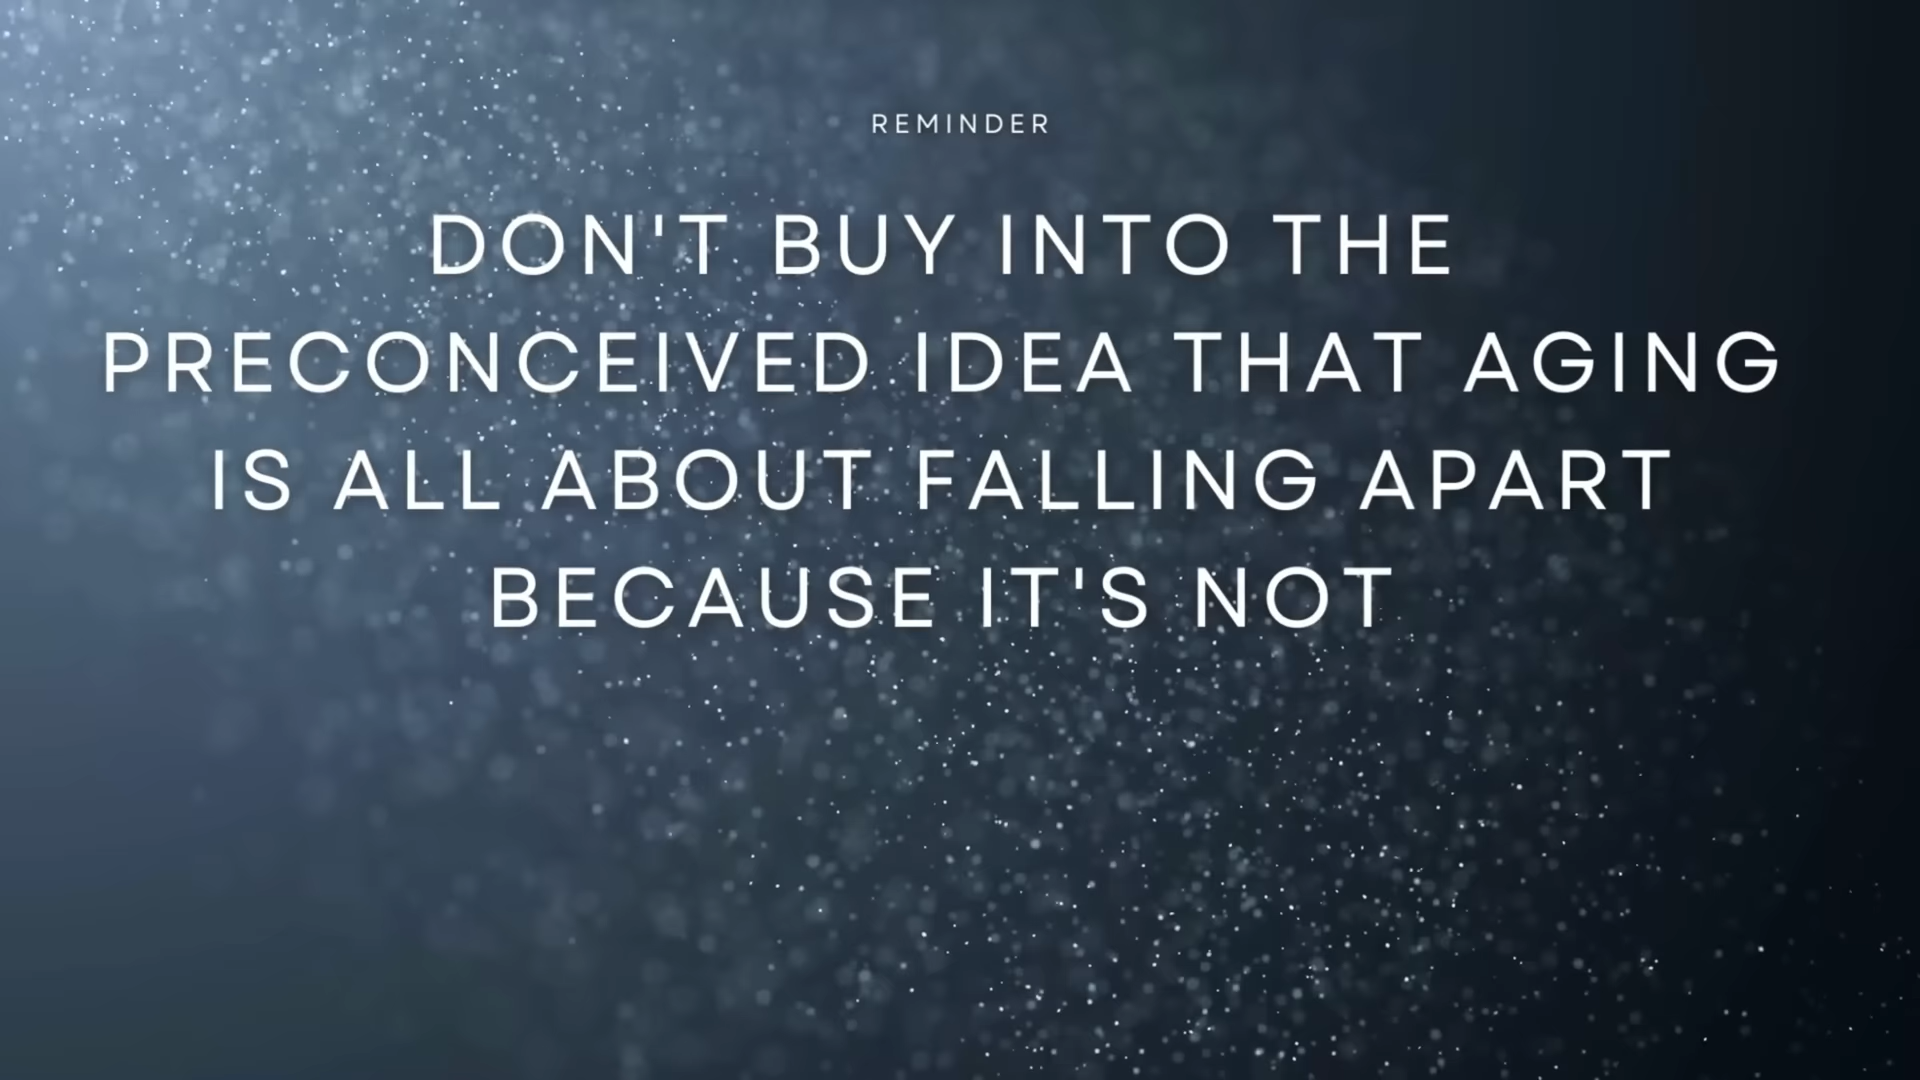 REMINDER
DON'T BUY INTO THE
PRECONCEIVED IDEA THAT AGING
IS ALL ABOUT FALLING APART
BECAUSE IT'S NOT